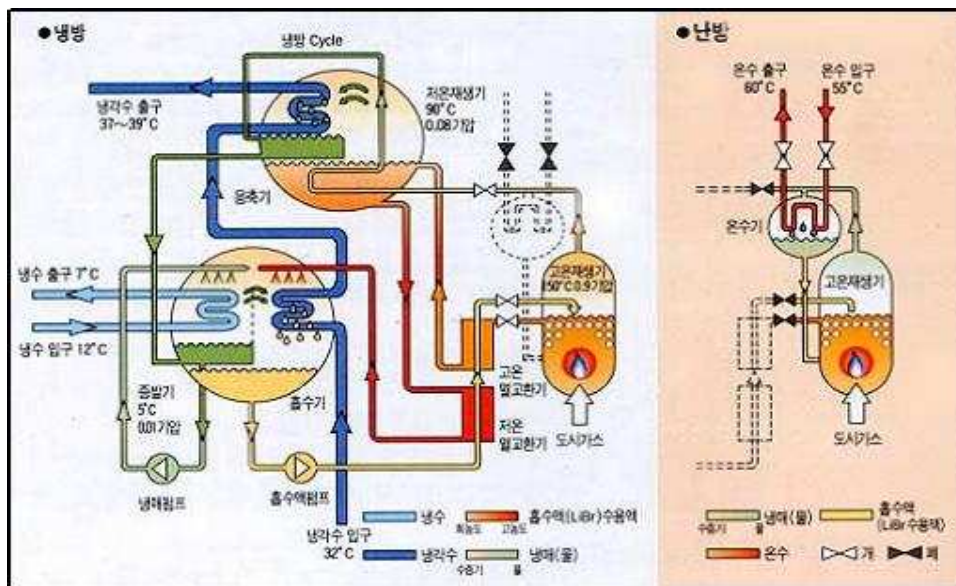 ●냉방
냉방 Cycle
냉각수 출구
37~39°C
저온재생기
90°C
0.08기압
응축기
냉수 출구 7°C
냉수 입구 12°C
고온재생기
150°C 0.9기압
증발기
5°C
0.01기압
흡수기
고온
열교환기
저온
열교환기
도시가스
냉매펌프
흡수액펌프
냉각수 입구
32°C
냉수
흡수액(LiBr)수용액
희농도
고농도
냉각수
냉매(물)
수증기
물
●난방
온수 출구
60°C
온수 입구
55°C
온수기
고온재생기
도시가스
냉매(물)
수증기
물
흡수액
(LiBr수용액)
온수
개
폐